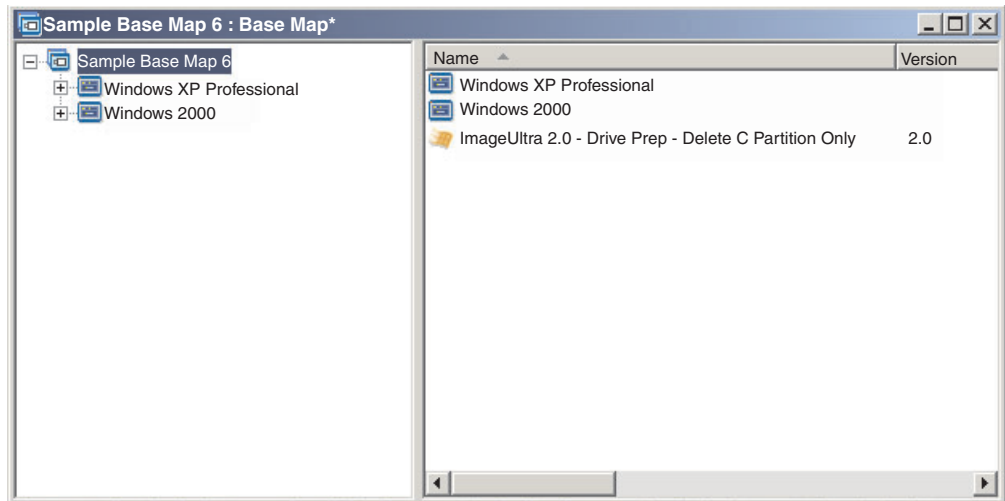 Sample Base Map 6 : Base Map*
Sample Base Map 6
Windows XP Professional
Windows 2000
Name Version
Windows XP Professional
Windows 2000
ImageUltra 2.0 - Drive Prep - Delete C Partition Only 2.0